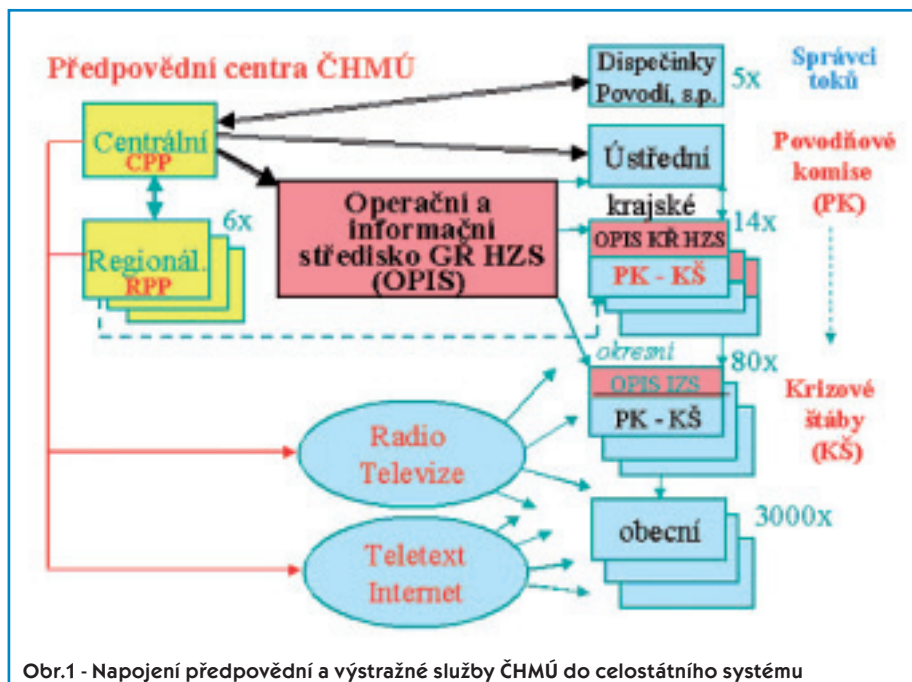 Předpovědní centra ČHMÚ
Dispečinky
Povodí, s.p.
5x
Správci
toků
Centrální
CPP
Ústřední
Povodňové
komise
(PK)
6x
Regionál.
RPP
Operační a
informační
středisko GŘ HZS
(OPIS)
krajské
14x
OPIS KŘ HZS
PK - KŠ
okresní
80x
OPIS IZS
PK - KŠ
Krizové
štáby
(KŠ)
Radio
Televize
Teletext
Internet
obecní
3000x
Obr.1 - Napojení předpovědní a výstražné služby ČHMÚ do celostátního systému